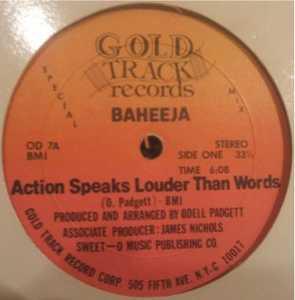 GOLD
TRACK
records
SPECIAL
MIX
BAHEEJA
OD 7A
BMI
STEREO
SIDE ONE 33⅓
TIME 6:08
Action Speaks Louder Than Words
(O. Padgett) - BMI
PRODUCED AND ARRANGED BY ODELL PADGETT
ASSOCIATE PRODUCER: JAMES NICHOLS
SWEET-O MUSIC PUBLISHING CO.
GOLD TRACK RECORD CORP. 505 FIFTH AVE. N.Y.C 10017